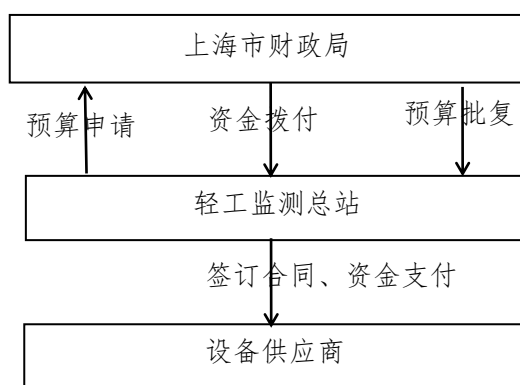 上海市财政局
预算申请
资金拨付
预算批复
轻工监测总站
签订合同、资金支付
设备供应商